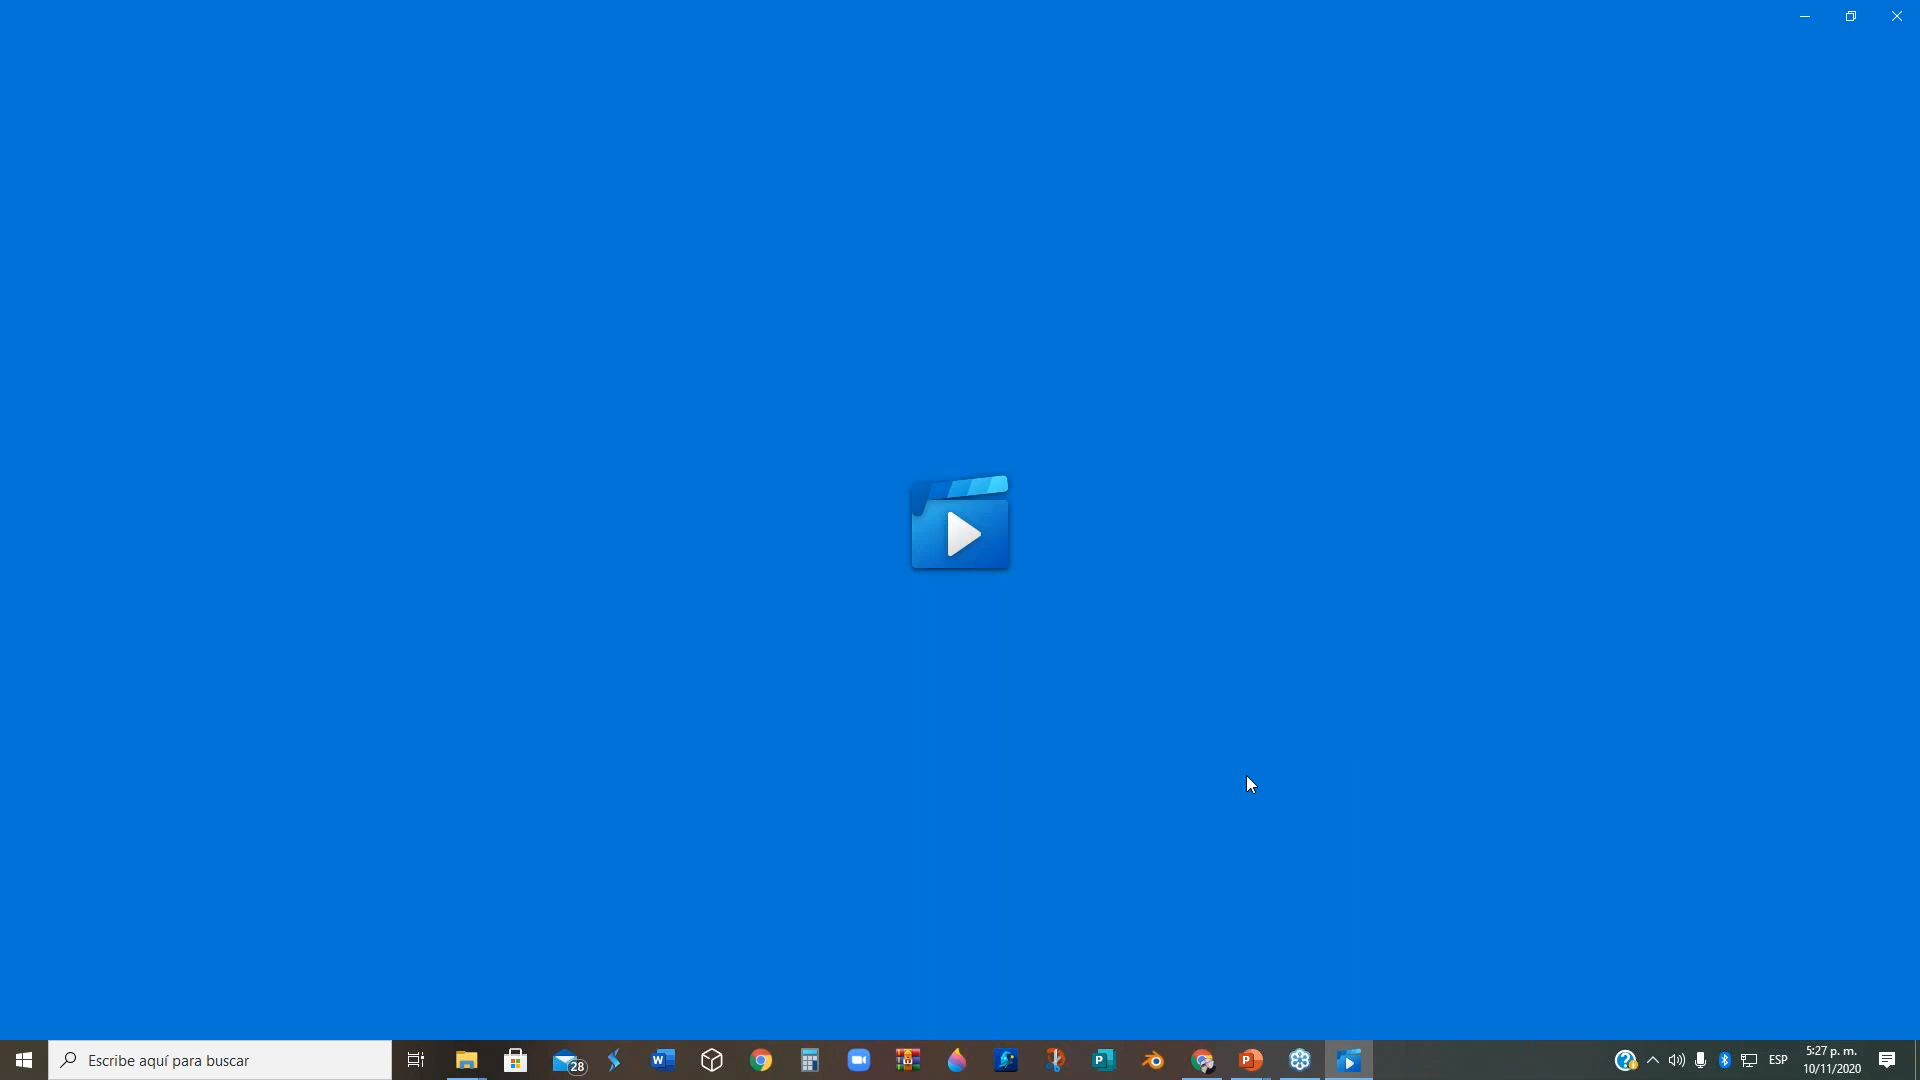 Escribe aquí para buscar
28
ESP
5:27 p. m.
10/11/2020